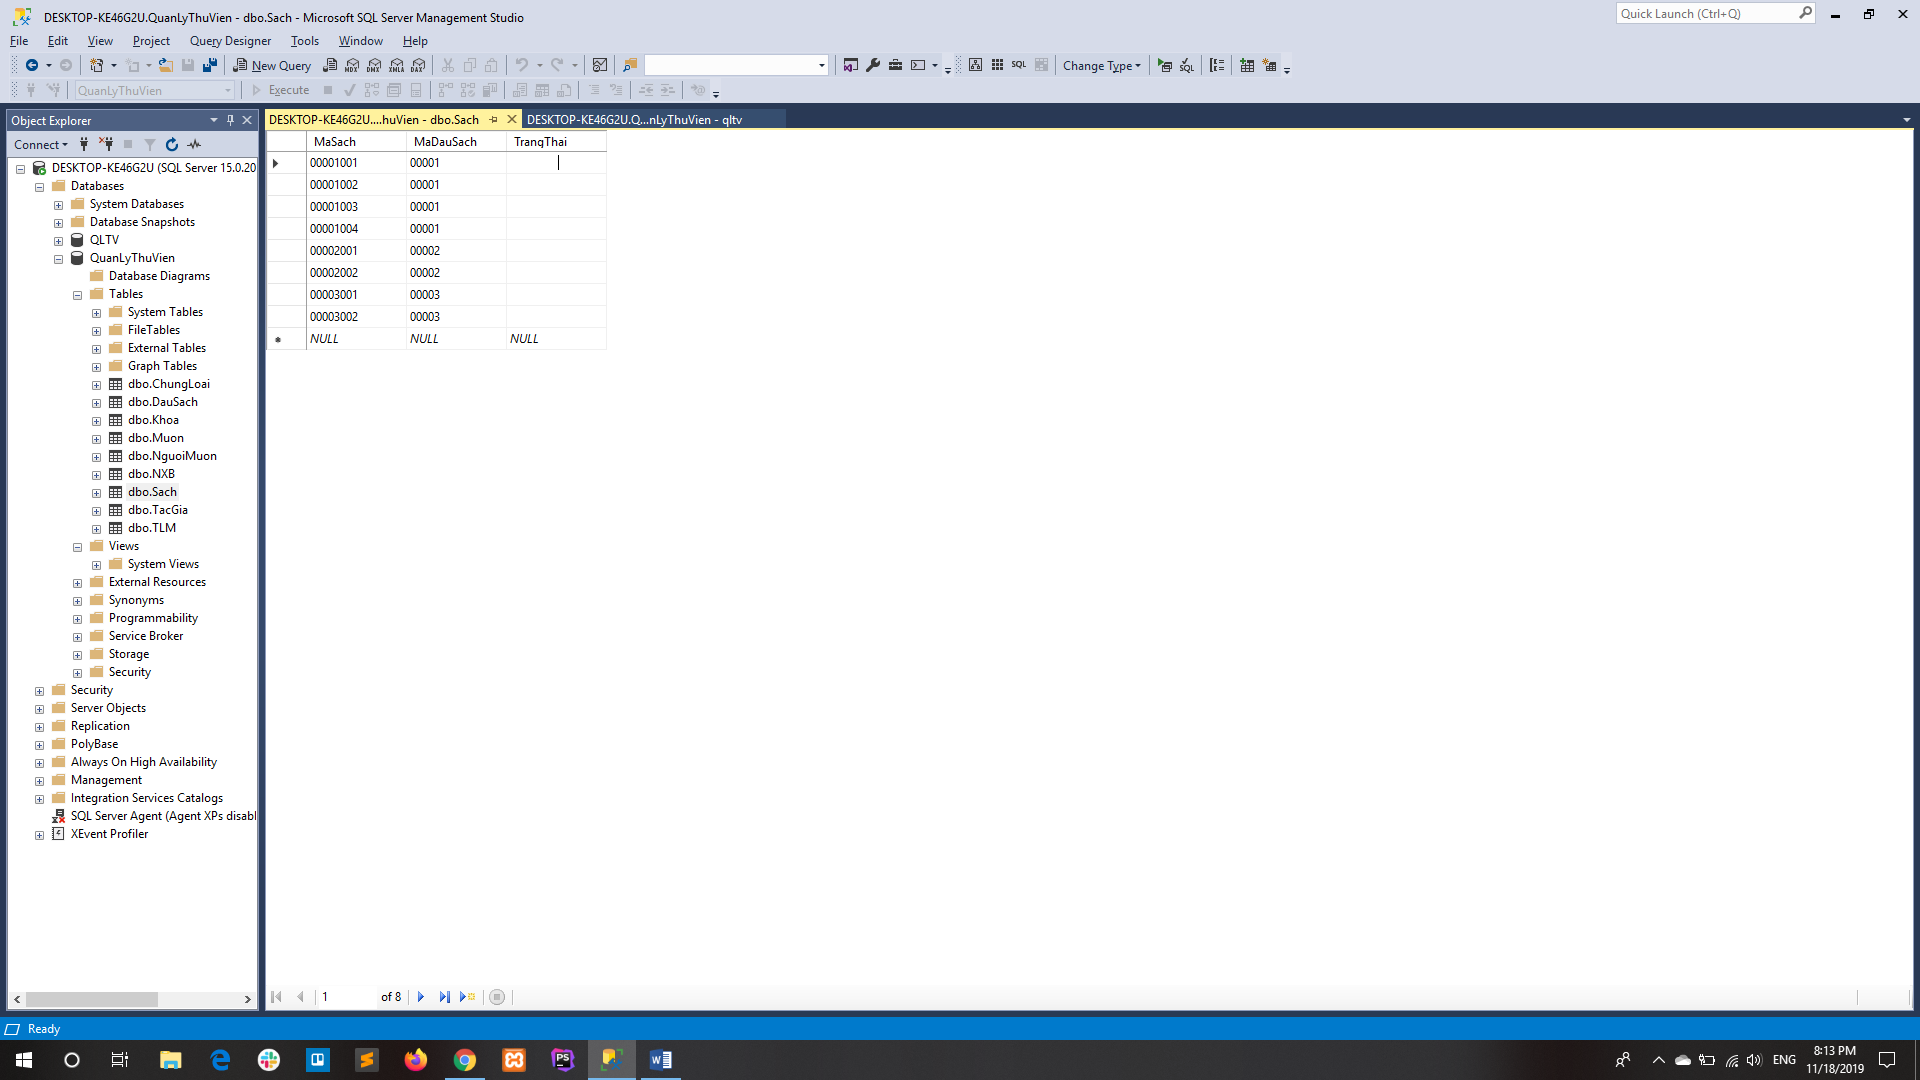 DESKTOP-KE46G2U.QuanLyThuVien - dbo.Sach - Microsoft SQL Server Management Studio
Quick Launch (Ctrl+Q)
File Edit View Project Query Designer Tools Window Help
New Query MDX DMX XMLA DAX SQL Change Type SQL
QuanLyThuVien Execute
Object Explorer
DESKTOP-KE46G2U....huVien - dbo.Sach DESKTOP-KE46G2U.Q...nLyThuVien - qltv
Connect
DESKTOP-KE46G2U (SQL Server 15.0.20
Databases
System Databases
Database Snapshots
QLTV
QuanLyThuVien
Database Diagrams
Tables
System Tables
FileTables
External Tables
Graph Tables
dbo.ChungLoai
dbo.DauSach
dbo.Khoa
dbo.Muon
dbo.NguoiMuon
dbo.NXB
dbo.Sach
dbo.TacGia
dbo.TLM
Views
System Views
External Resources
Synonyms
Programmability
Service Broker
Storage
Security
Security
Server Objects
Replication
PolyBase
Always On High Availability
Management
Integration Services Catalogs
SQL Server Agent (Agent XPs disabl
XEvent Profiler
MaSach MaDauSach TrangThai
00001001 00001
00001002 00001
00001003 00001
00001004 00001
00002001 00002
00002002 00002
00003001 00003
00003002 00003
NULL NULL NULL
1 of 8
Ready
PS
ENG
8:13 PM
11/18/2019